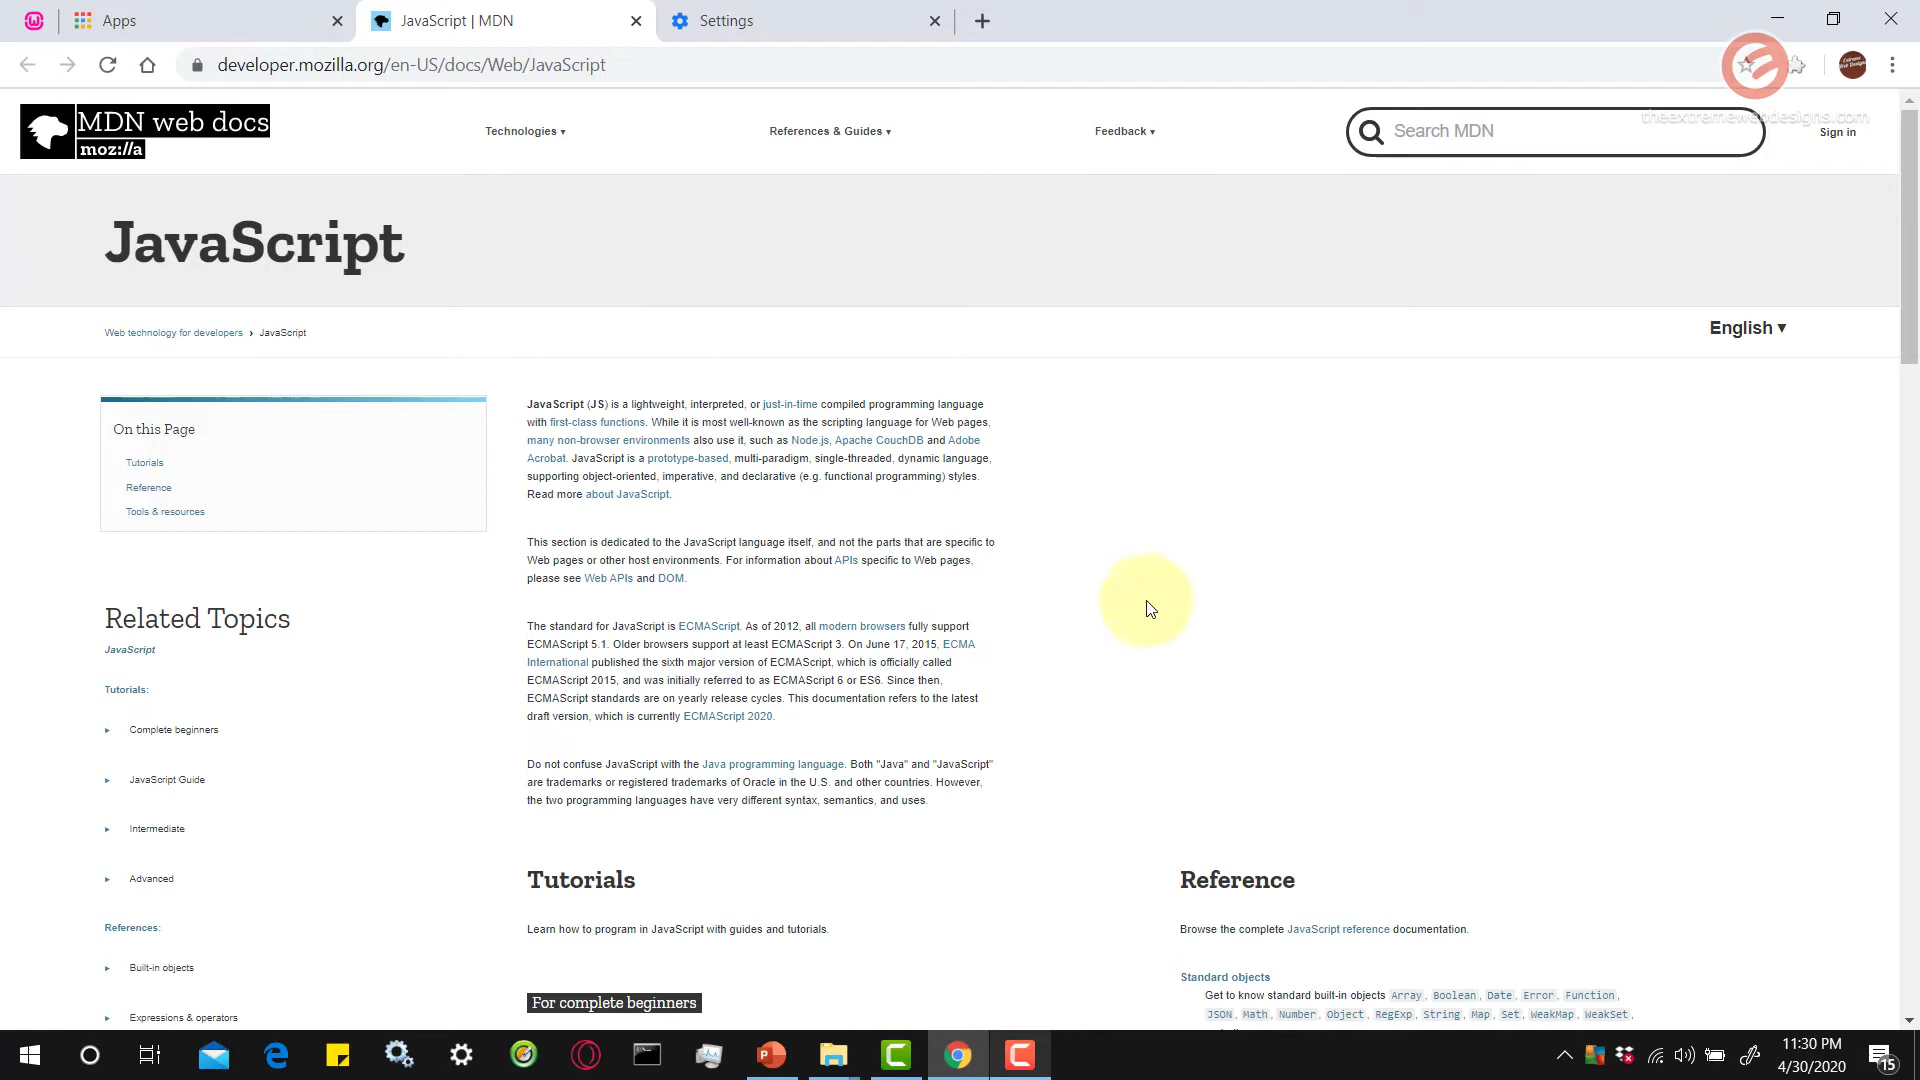 Apps
JavaScript | MDN
Settings
developer.mozilla.org/en-US/docs/Web/JavaScript
MDN web docs
moz://a
Technologies ▾
References & Guides ▾
Feedback ▾
Search MDN
theextremewebdesigns.com
Sign in
JavaScript
Web technology for developers › JavaScript
English ▾
On this Page
Tutorials
Reference
Tools & resources
Related Topics
JavaScript
Tutorials:
▸ Complete beginners
▸ JavaScript Guide
▸ Intermediate
▸ Advanced
References:
▸ Built-in objects
▸ Expressions & operators
JavaScript (JS) is a lightweight, interpreted, or just-in-time compiled programming language
with first-class functions. While it is most well-known as the scripting language for Web pages,
many non-browser environments also use it, such as Node.js, Apache CouchDB and Adobe
Acrobat. JavaScript is a prototype-based, multi-paradigm, single-threaded, dynamic language,
supporting object-oriented, imperative, and declarative (e.g. functional programming) styles.
Read more about JavaScript.
This section is dedicated to the JavaScript language itself, and not the parts that are specific to
Web pages or other host environments. For information about APIs specific to Web pages,
please see Web APIs and DOM.
The standard for JavaScript is ECMAScript. As of 2012, all modern browsers fully support
ECMAScript 5.1. Older browsers support at least ECMAScript 3. On June 17, 2015, ECMA
International published the sixth major version of ECMAScript, which is officially called
ECMAScript 2015, and was initially referred to as ECMAScript 6 or ES6. Since then,
ECMAScript standards are on yearly release cycles. This documentation refers to the latest
draft version, which is currently ECMAScript 2020.
Do not confuse JavaScript with the Java programming language. Both "Java" and "JavaScript"
are trademarks or registered trademarks of Oracle in the U.S. and other countries. However,
the two programming languages have very different syntax, semantics, and uses.
Tutorials
Learn how to program in JavaScript with guides and tutorials.
For complete beginners
Reference
Browse the complete JavaScript reference documentation.
Standard objects
Get to know standard built-in objects Array, Boolean, Date, Error, Function,
JSON, Math, Number, Object, RegExp, String, Map, Set, WeakMap, WeakSet,
11:30 PM
4/30/2020
15